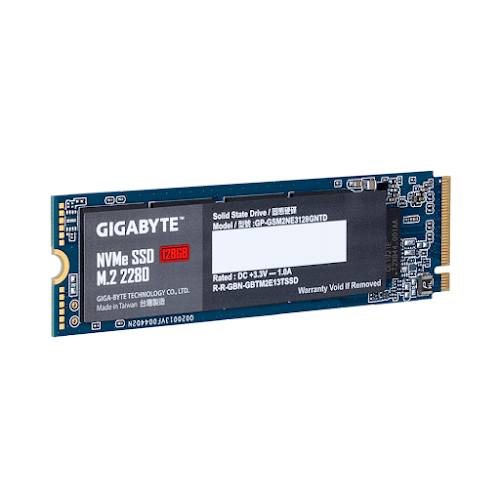 GIGABYTE™
NVMe SSD 128GB
M.2 2280
GIGA-BYTE TECHNOLOGY CO., LTD.
Made in Taiwan 台灣製造
Solid State Drive / 固态硬碟
Model / 型號 :GP-GSM2NE3128GNTD
Rated : DC +3.3V ⎓ 1.0A
R-R-GBN-GBTM2E13TSSD
Warranty Void If Removed